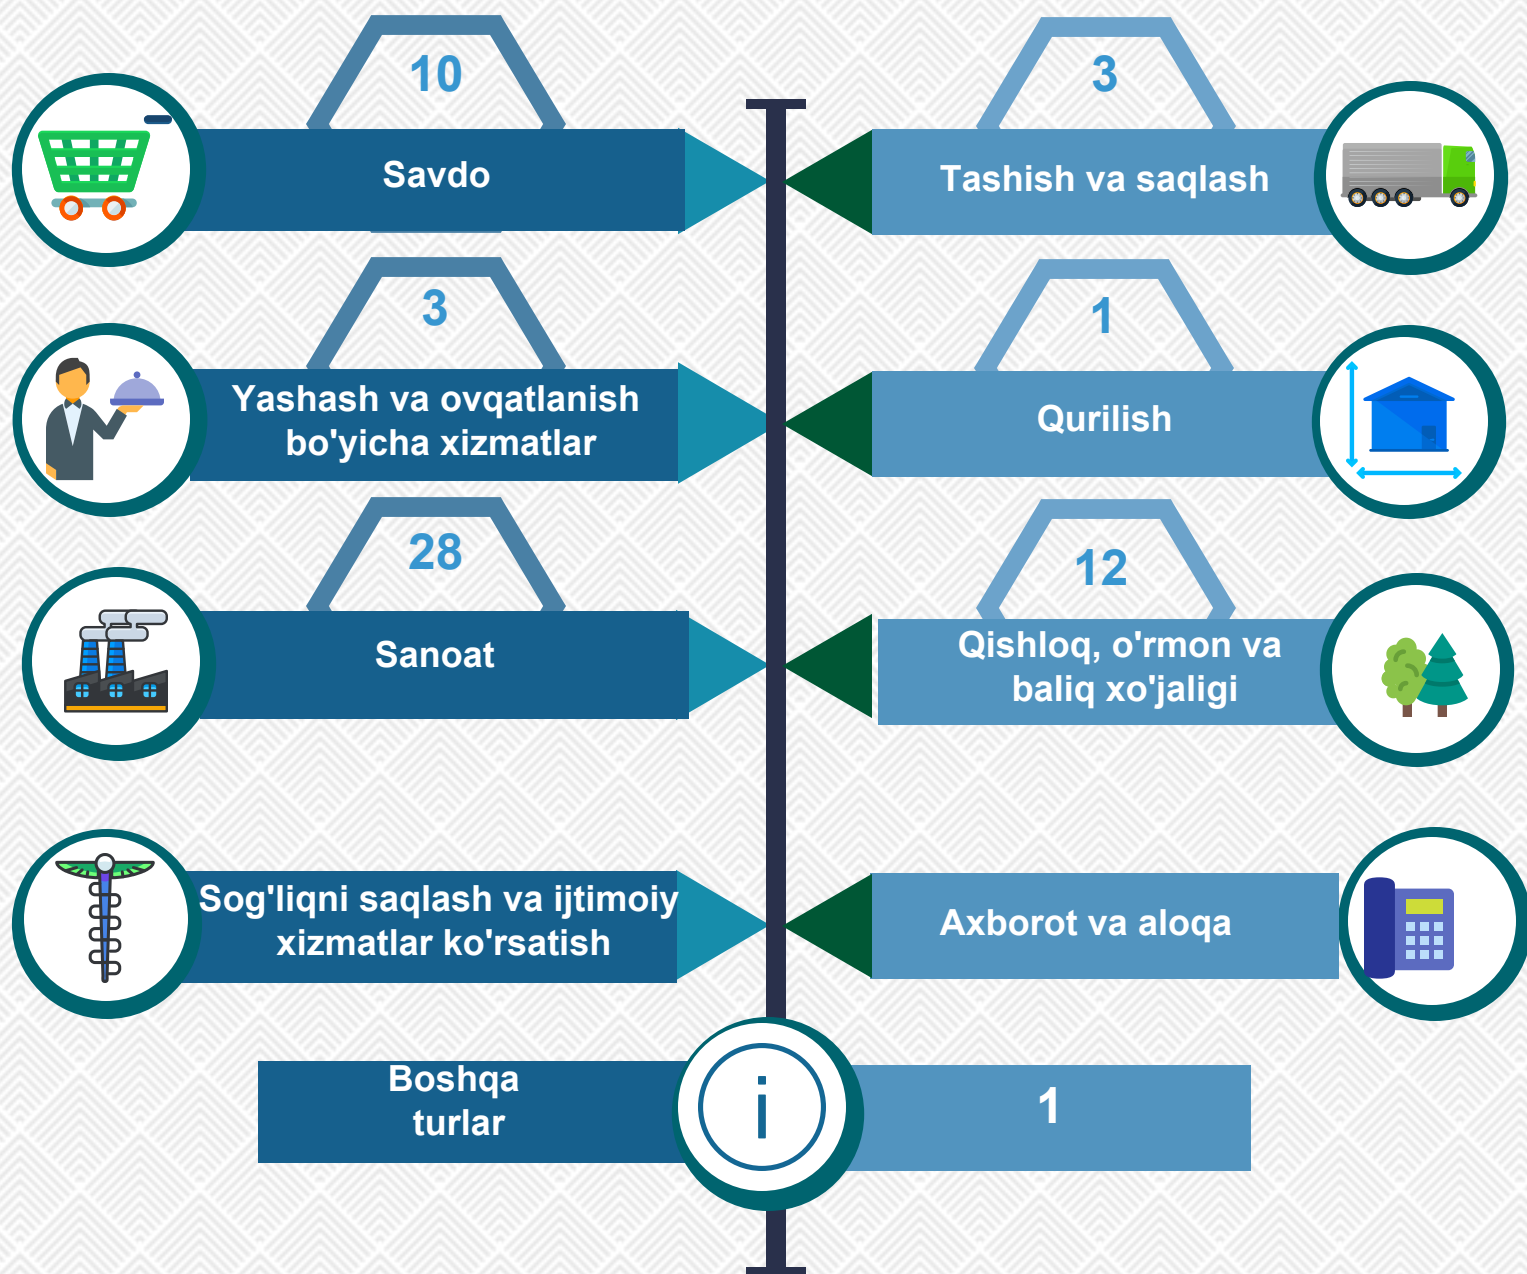 10
Savdo
3
Tashish va saqlash
3
Yashash va ovqatlanish
bo'yicha xizmatlar
1
Qurilish
28
Sanoat
12
Qishloq, o'rmon va
baliq xo'jaligi
Sog'liqni saqlash va ijtimoiy
xizmatlar ko'rsatish
Axborot va aloqa
Boshqa
turlar
i
1